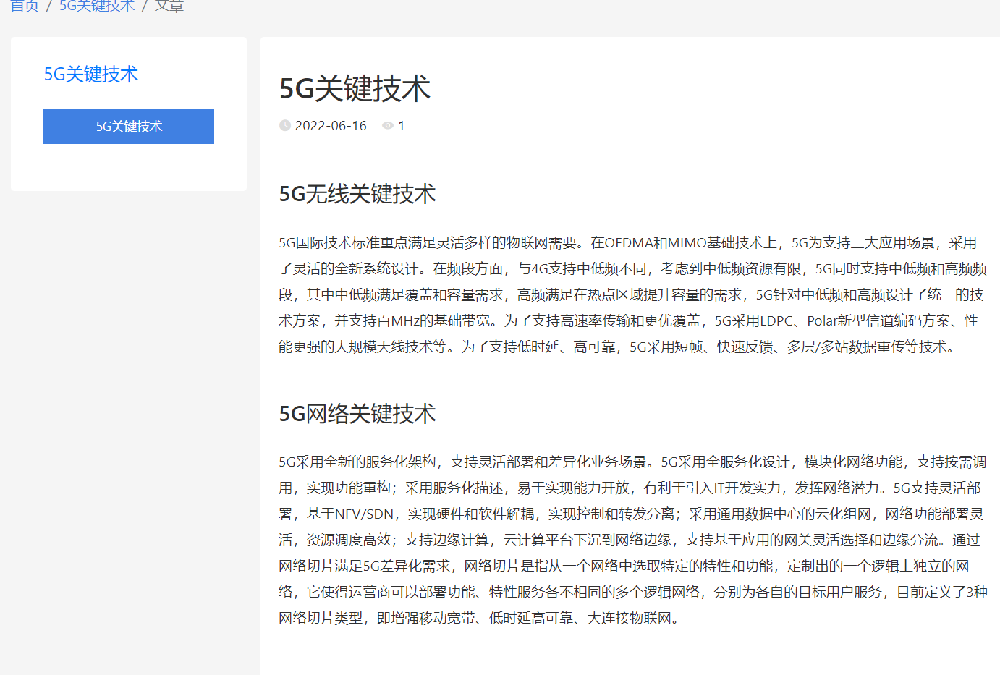 首页 / 5G关键技术 / 文章
5G关键技术
5G关键技术
5G关键技术
2022-06-16 1
5G无线关键技术
5G国际技术标准重点满足灵活多样的物联网需要。在OFDMA和MIMO基础技术上，5G为支持三大应用场景，采用
了灵活的全新系统设计。在频段方面，与4G支持中低频不同，考虑到中低频资源有限，5G同时支持中低频和高频频
段，其中中低频满足覆盖和容量需求，高频满足在热点区域提升容量的需求，5G针对中低频和高频设计了统一的技
术方案，并支持百MHz的基础带宽。为了支持高速率传输和更优覆盖，5G采用LDPC、Polar新型信道编码方案、性
能更强的大规模天线技术等。为了支持低时延、高可靠，5G采用短帧、快速反馈、多层/多站数据重传等技术。
5G网络关键技术
5G采用全新的服务化架构，支持灵活部署和差异化业务场景。5G采用全服务化设计，模块化网络功能，支持按需调
用，实现功能重构；采用服务化描述，易于实现能力开放，有利于引入IT开发实力，发挥网络潜力。5G支持灵活部
署，基于NFV/SDN，实现硬件和软件解耦，实现控制和转发分离；采用通用数据中心的云化组网，网络功能部署灵
活，资源调度高效；支持边缘计算，云计算平台下沉到网络边缘，支持基于应用的网关灵活选择和边缘分流。通过
网络切片满足5G差异化需求，网络切片是指从一个网络中选取特定的特性和功能，定制出的一个逻辑上独立的网
络，它使得运营商可以部署功能、特性服务各不相同的多个逻辑网络，分别为各自的目标用户服务，目前定义了3种
网络切片类型，即增强移动宽带、低时延高可靠、大连接物联网。